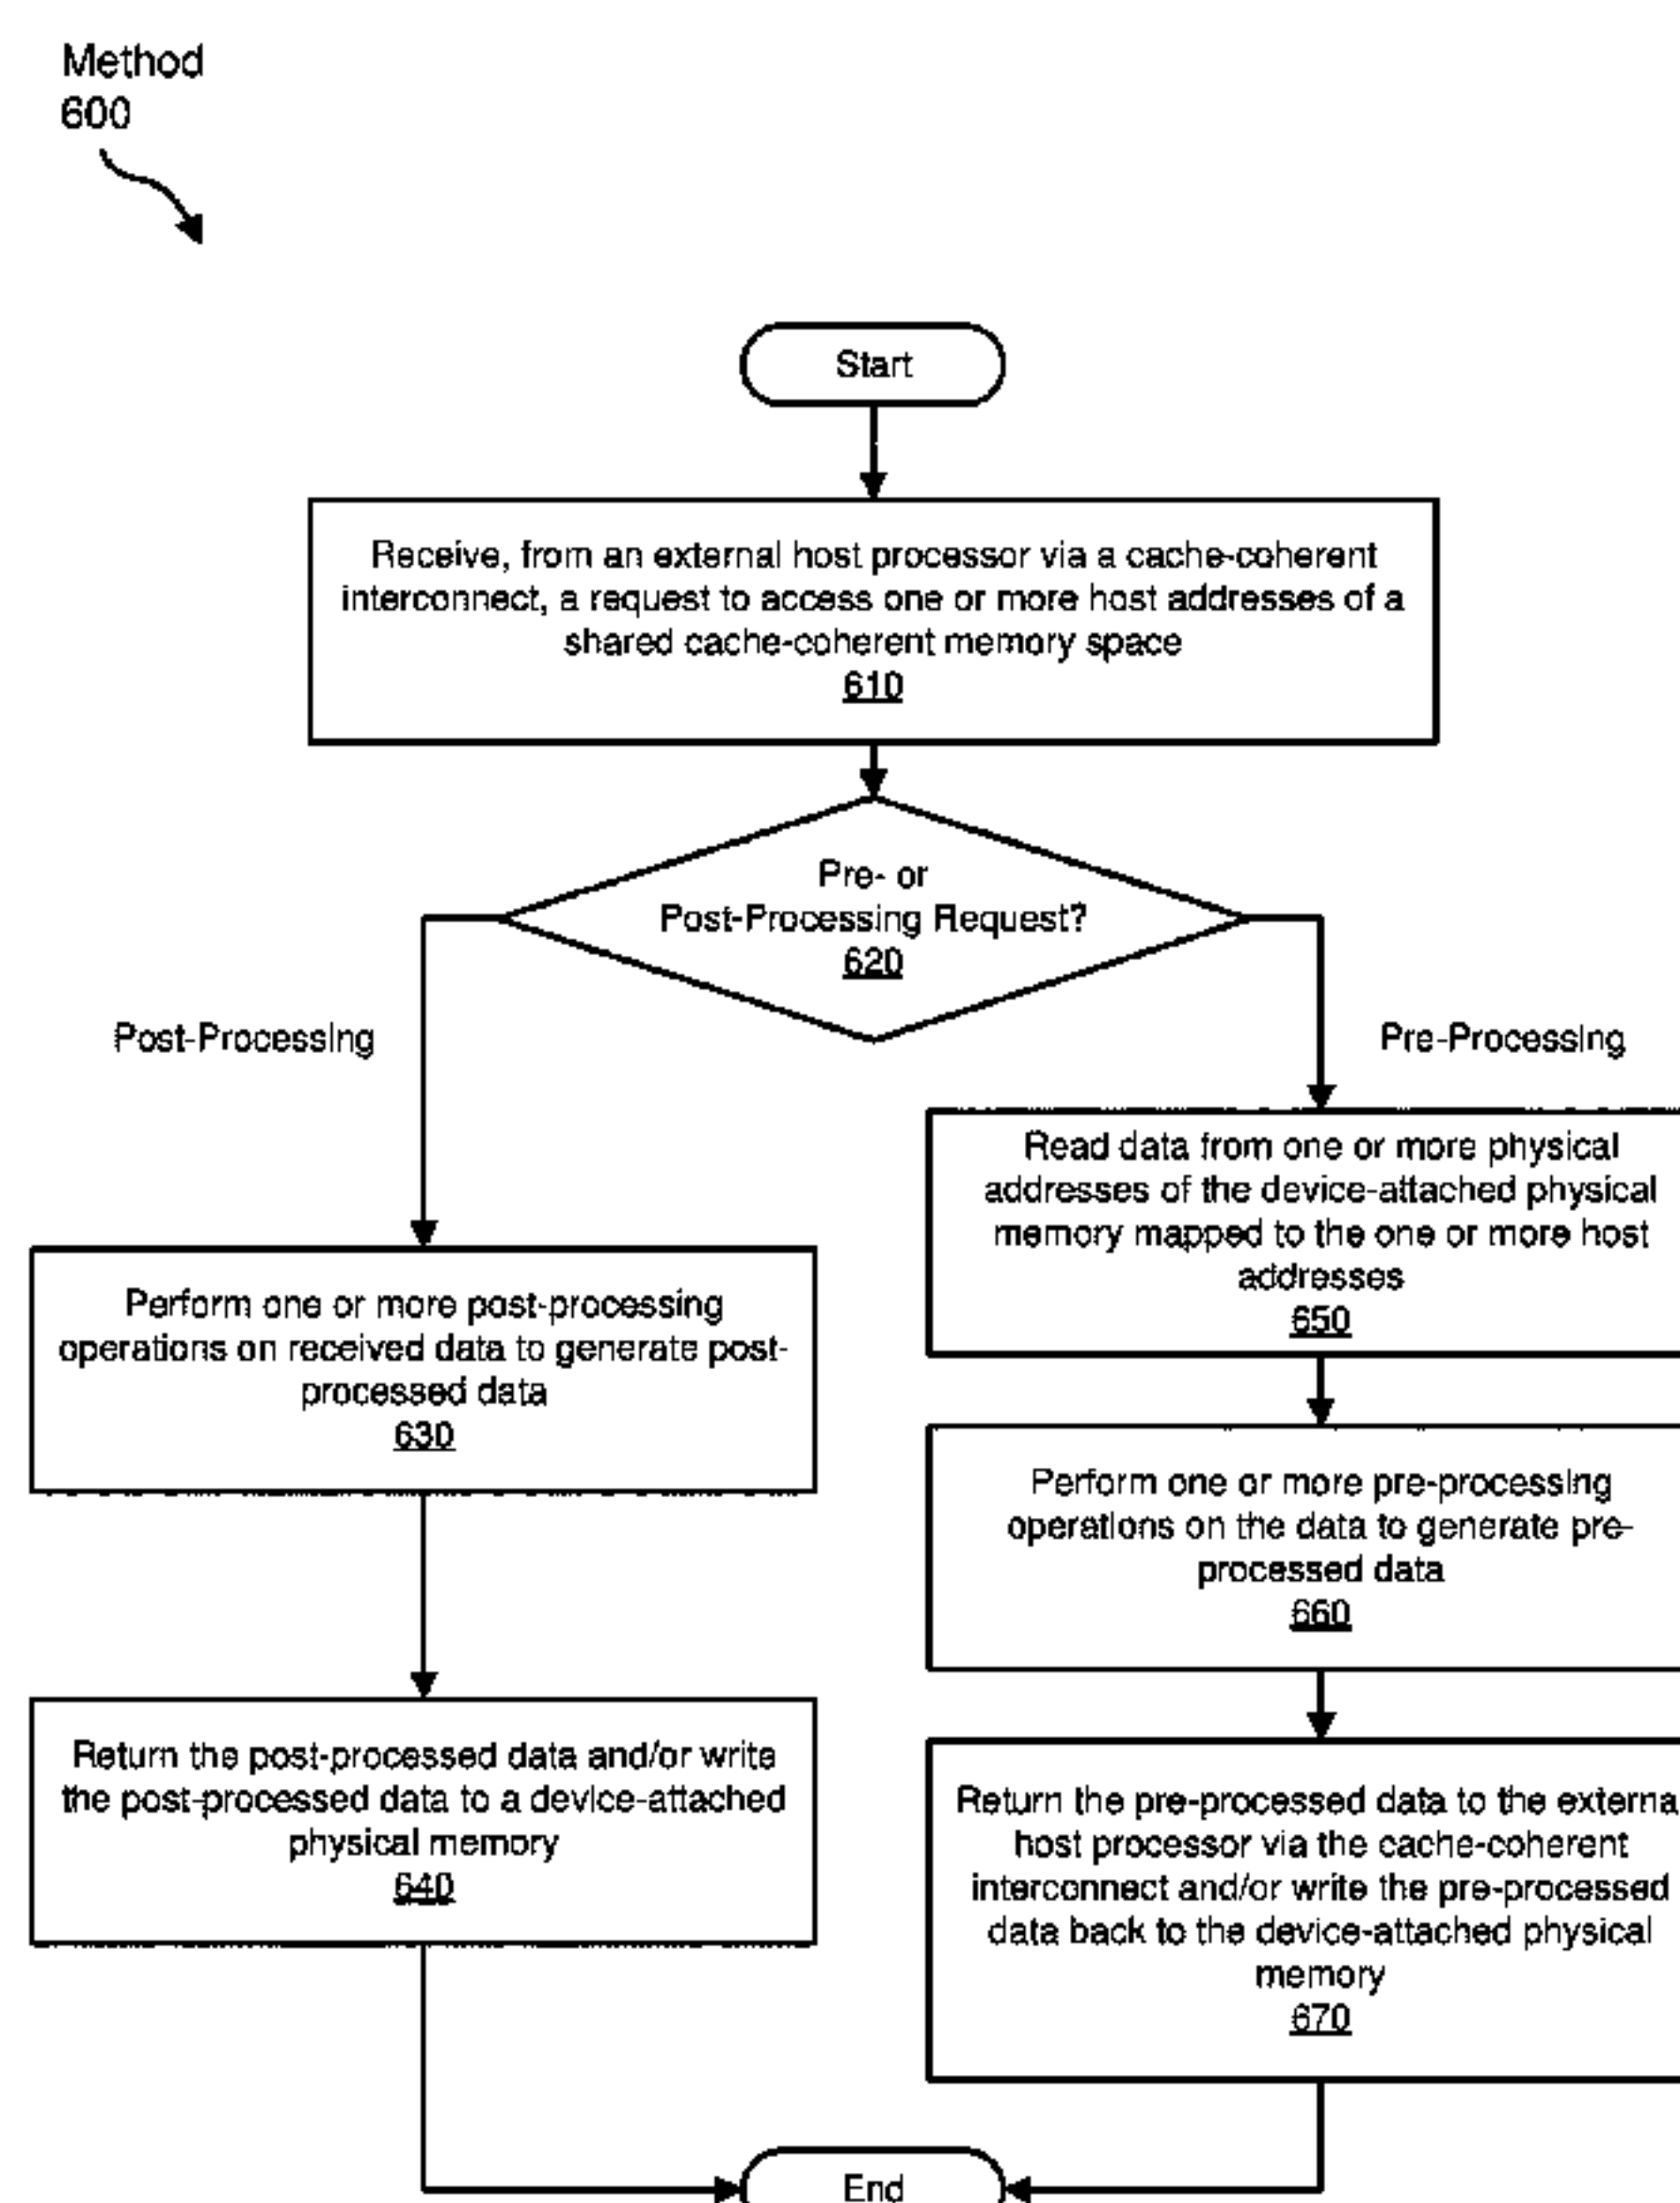 Method
600
Start
Receive, from an external host processor via a cache-coherent
interconnect, a request to access one or more host addresses of a
shared cache-coherent memory space
610
Pre- or
Post-Processing Request?
620
Post-Processing
Pre-Processing
Perform one or more post-processing
operations on received data to generate post-
processed data
630
Return the post-processed data and/or write
the post-processed data to a device-attached
physical memory
640
Read data from one or more physical
addresses of the device-attached physical
memory mapped to the one or more host
addresses
650
Perform one or more pre-processing
operations on the data to generate pre-
processed data
660
Return the pre-processed data to the externa
host processor via the cache-coherent
interconnect and/or write the pre-processed
data back to the device-attached physical
memory
670
End